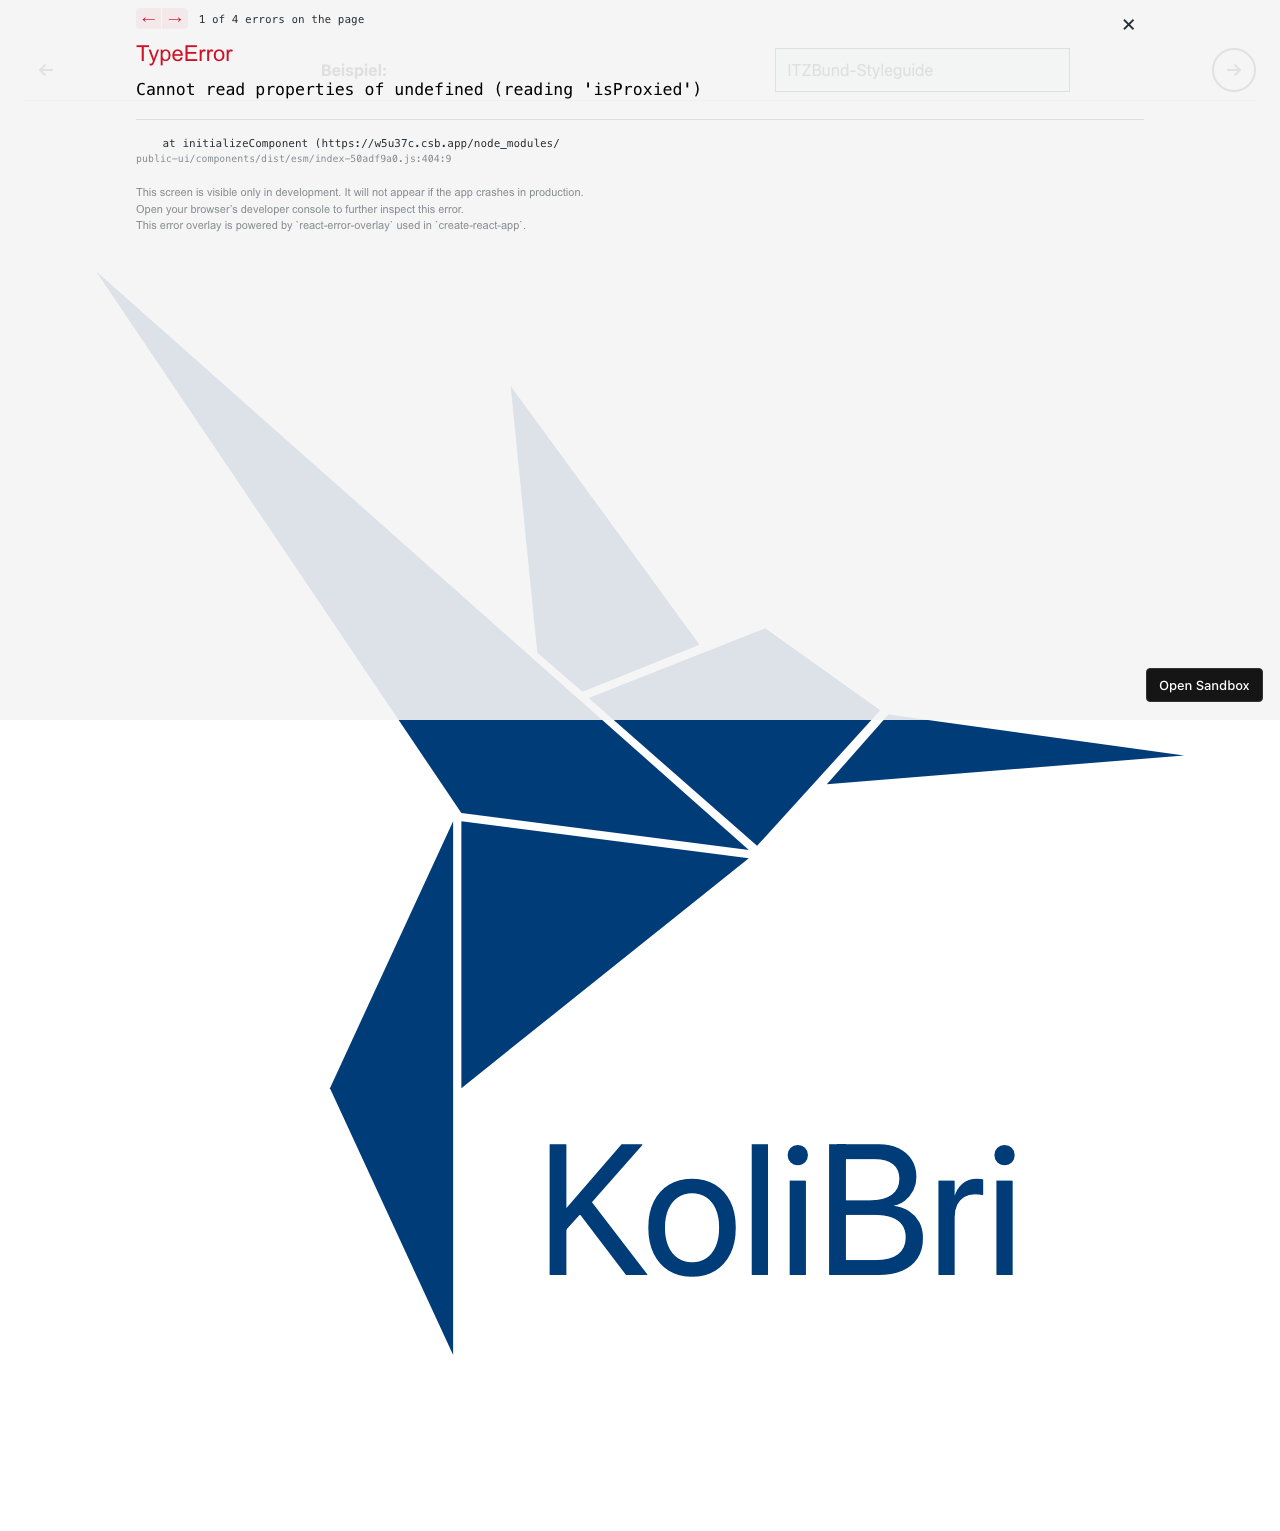 ← → 1 of 4 errors on the page
×
TypeError
Beispiel:
ITZBund-Styleguide
Cannot read properties of undefined (reading 'isProxied')
at initializeComponent (https://w5u37c.csb.app/node_modules/
public-ui/components/dist/esm/index-50adf9a0.js:404:9
This screen is visible only in development. It will not appear if the app crashes in production.
Open your browser’s developer console to further inspect this error.
This error overlay is powered by `react-error-overlay` used in `create-react-app`.
Open Sandbox
KoliBri